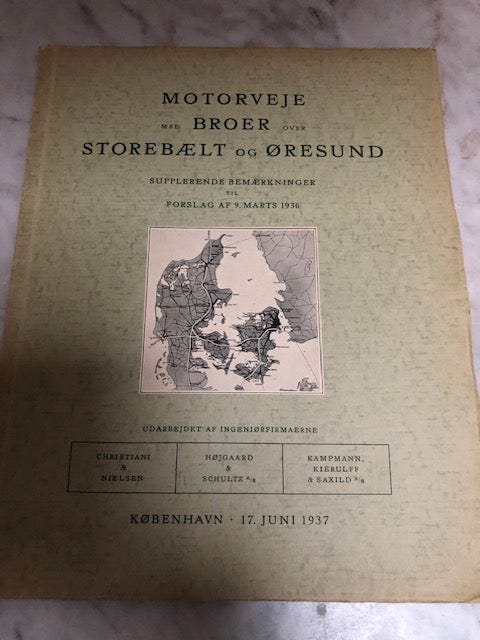 MOTORVEJE
MED BROER OVER
STOREBÆLT OG ØRESUND
SUPPLERENDE BEMÆRKNINGER
TIL
FORSLAG AF 9. MARTS 1936
UDARBEJDET AF INGENIØRFIRMAERNE
CHRISTIANI
&
NIELSEN
HØJGAARD
&
SCHULTZ A/S
KAMPMANN,
KIERULFF
& SAXILD A/S
KØBENHAVN · 17. JUNI 1937